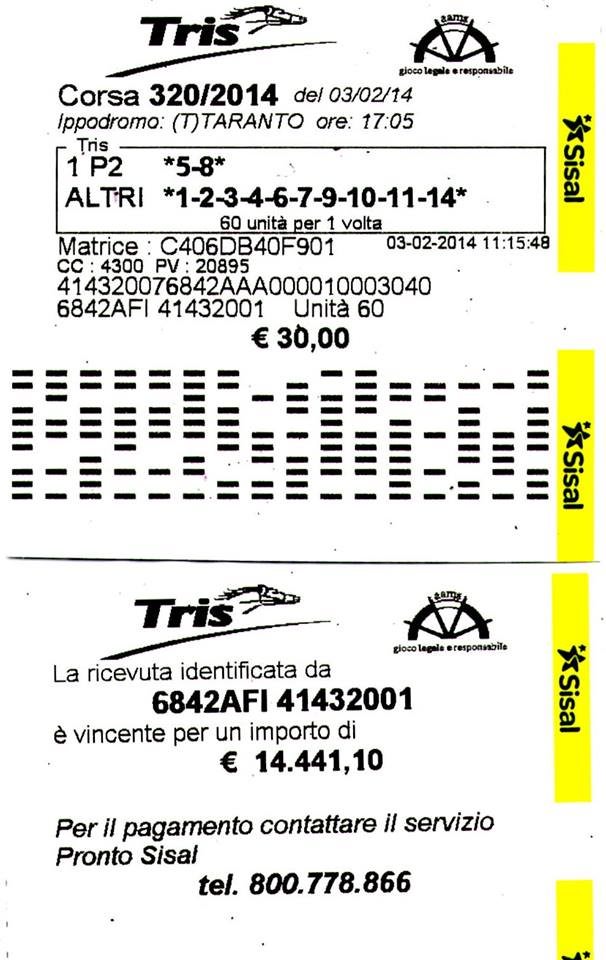 Tris
aams
gioco legale e responsabile
Corsa 320/2014 del 03/02/14
Ippodromo: (T)TARANTO ore: 17:05
Tris
1 P2 *5-8*
ALTRI *1-2-3-4-6-7-9-10-11-14*
60 unità per 1 volta
Matrice : C406DB40F901 03-02-2014 11:15:48
CC : 4300 PV : 20895
414320076842AAA000010003040
6842AFI 41432001 Unità 60
€ 30,00
Sisal
Sisal
Tris
aams
gioco legale e responsabile
La ricevuta identificata da
6842AFI 41432001
è vincente per un importo di
€ 14.441,10
Per il pagamento contattare il servizio
Pronto Sisal
tel. 800.778.866
Sisal